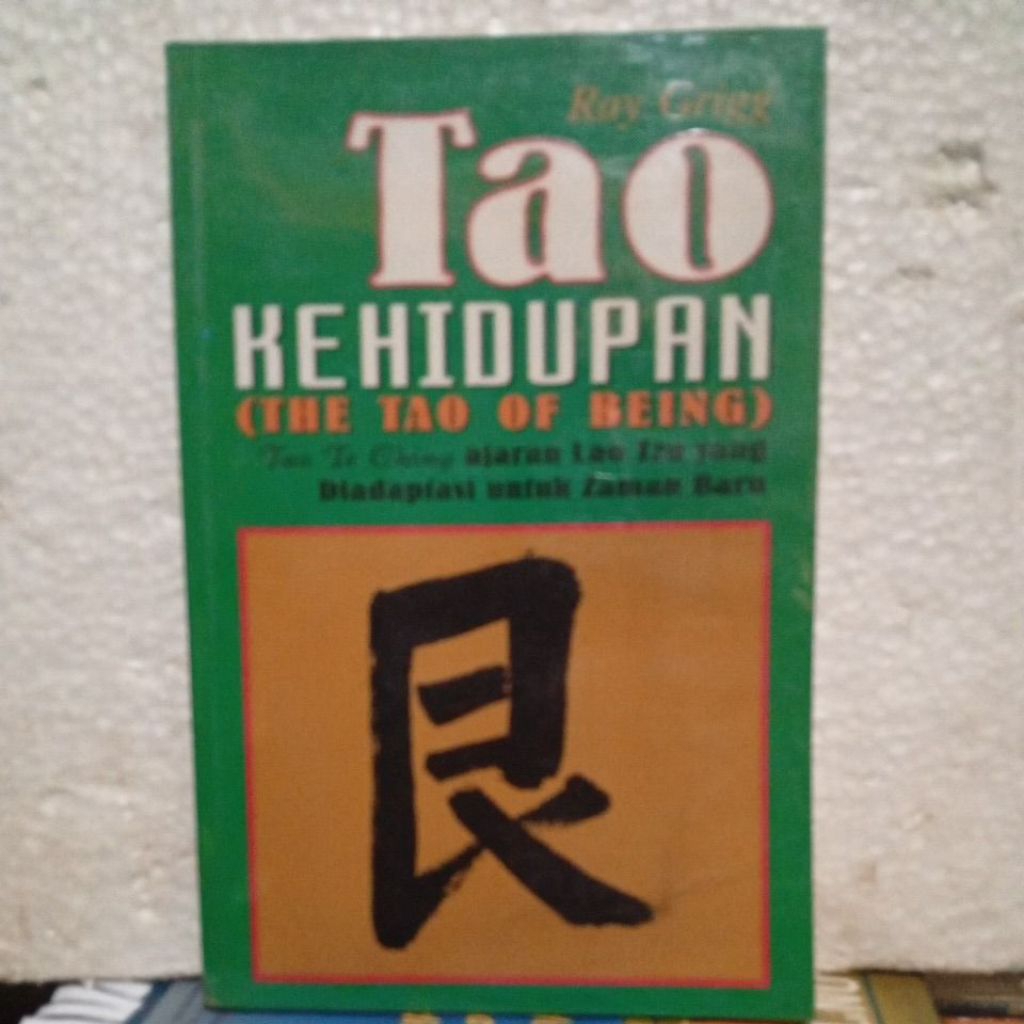 Ray Grigg
Tao
KEHIDUPAN
(THE TAO OF BEING)
Tao Te Ching ajaran Lao Tzu yang
Diadaptasi untuk Zaman Baru
艮